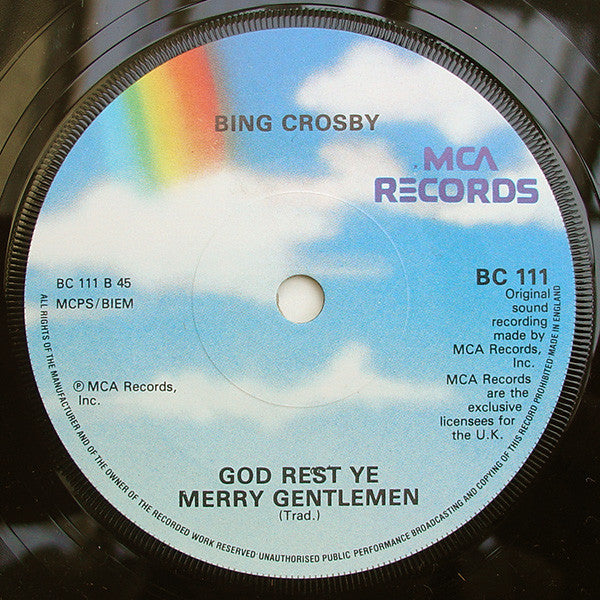 BING CROSBY
MCA
RECORDS
BC 111 B 45
MCPS/BIEM
BC 111
Original
sound
recording
made by
MCA Records,
Inc.
MCA Records
are the
exclusive
licensees for
the U.K.
℗ MCA Records,
Inc.
GOD REST YE
MERRY GENTLEMEN
(Trad.)
ALL RIGHTS OF THE MANUFACTURER AND OF THE OWNER OF THE RECORDED WORK RESERVED·UNAUTHORISED PUBLIC PERFORMANCE BROADCASTING AND COPYING OF THIS RECORD PROHIBITED MADE IN ENGLAND